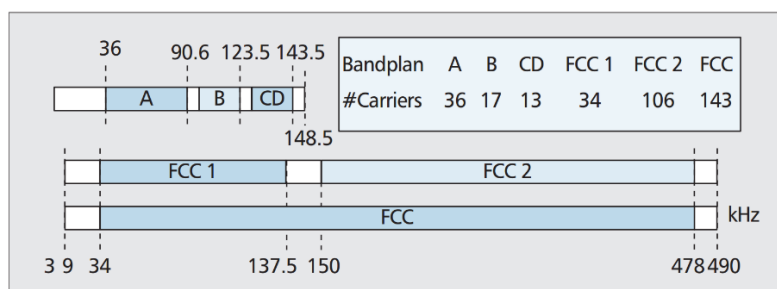 36 90.6 123.5 143.5
A B CD
148.5
Bandplan A B CD FCC 1 FCC 2 FCC
#Carriers 36 17 13 34 106 143
FCC 1 FCC 2
FCC kHz
3 9 34 137.5 150 478 490